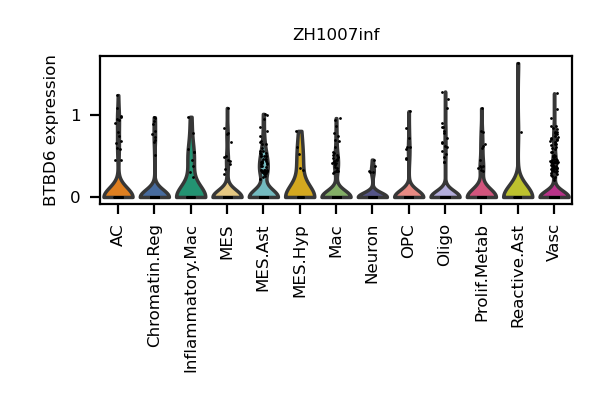 ZH1007inf
BTBD6 expression
1
0
AC
Chromatin.Reg
Inflammatory.Mac
MES
MES.Ast
MES.Hyp
Mac
Neuron
OPC
Oligo
Prolif.Metab
Reactive.Ast
Vasc